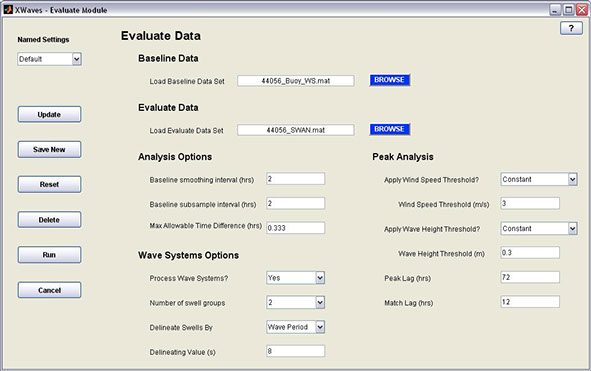 XWaves - Evaluate Module
?
Named Settings
Default
Update
Save New
Reset
Delete
Run
Cancel
Evaluate Data
Baseline Data
Load Baseline Data Set 44056_Buoy_WS.mat BROWSE
Evaluate Data
Load Evaluate Data Set 44056_SWAN.mat BROWSE
Analysis Options
Baseline smoothing interval (hrs) 2
Baseline subsample interval (hrs) 2
Max Allowable Time Difference (hrs) 0.333
Wave Systems Options
Process Wave Systems? Yes
Number of swell groups 2
Delineate Swells By Wave Period
Delineating Value (s) 8
Peak Analysis
Apply Wind Speed Threshold? Constant
Wind Speed Threshold (m/s) 3
Apply Wave Height Threshold? Constant
Wave Height Threshold (m) 0.3
Peak Lag (hrs) 72
Match Lag (hrs) 12